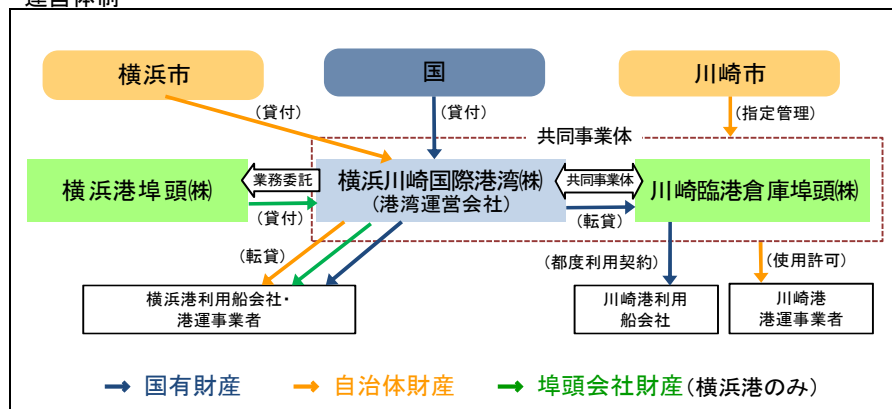 運営体制
横浜市
国
川崎市
(貸付)
(貸付)
(指定管理)
共同事業体
横浜港埠頭㈱
業務委託
横浜川崎国際港湾㈱
(港湾運営会社)
共同事業体
川崎臨港倉庫埠頭㈱
(貸付)
(転貸)
(転貸)
(都度利用契約)
(使用許可)
横浜港利用船会社・
港運事業者
川崎港利用
船会社
川崎港
港運事業者
国有財産
自治体財産
埠頭会社財産(横浜港のみ)